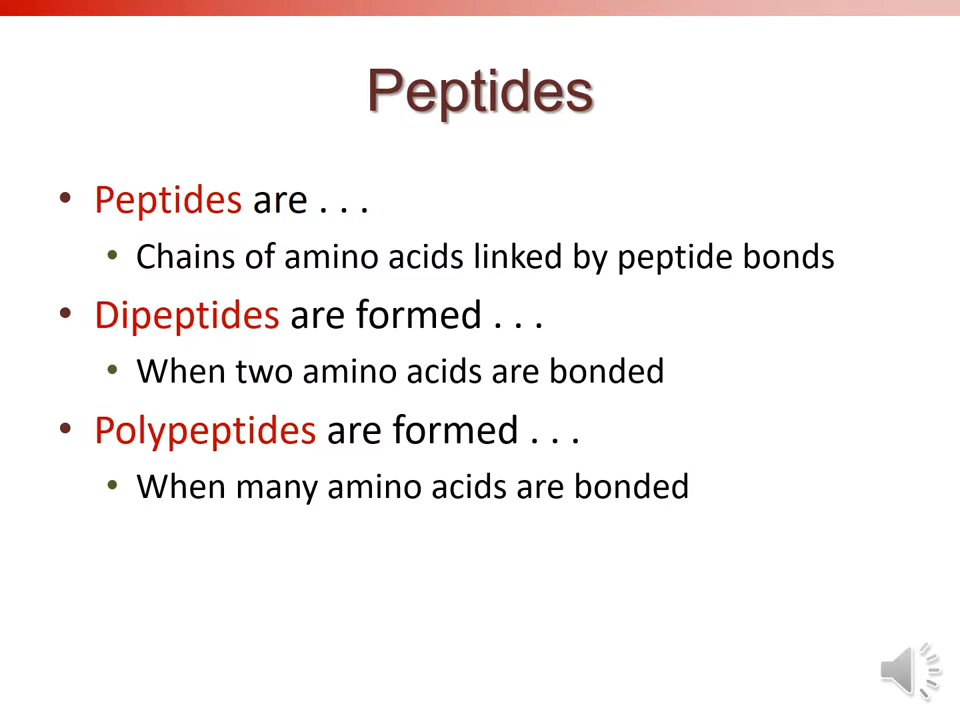 Peptides
• Peptides are . . .
• Chains of amino acids linked by peptide bonds
• Dipeptides are formed . . .
• When two amino acids are bonded
• Polypeptides are formed . . .
• When many amino acids are bonded